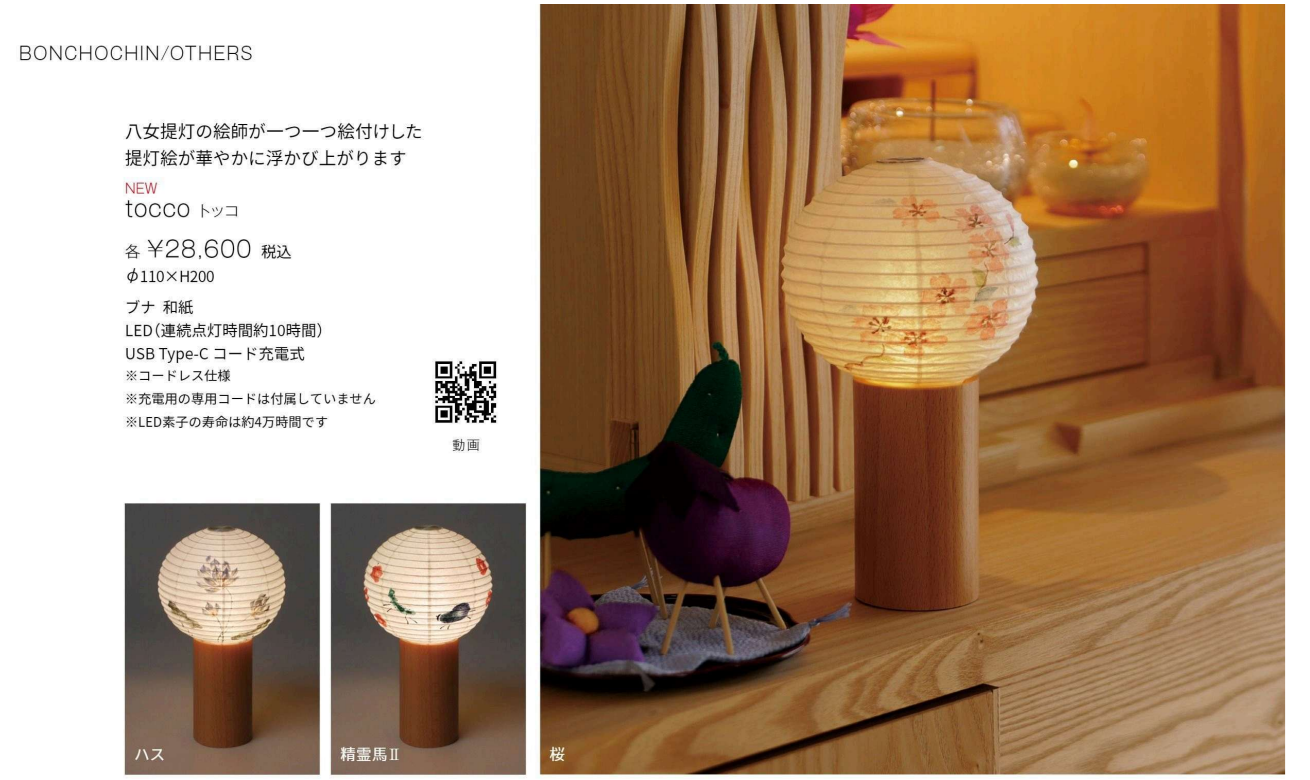 BONCHOCHIN/OTHERS
八女提灯の絵師が一つ一つ絵付けした
提灯絵が華やかに浮かび上がります
NEW
tocco トッコ
各 ¥28,600 税込
φ110×H200
ブナ 和紙
LED(連続点灯時間約10時間)
USB Type-C コード充電式
※コードレス仕様
※充電用の専用コードは付属していません
※LED素子の寿命は約4万時間です
動画
ハス
精霊馬Ⅱ
桜